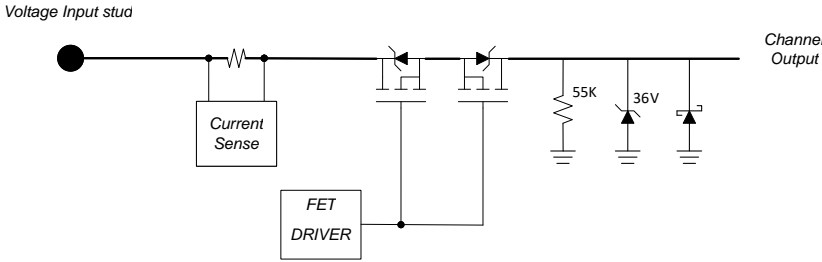 Voltage Input stud
Channel
Output
55K
36V
Current
Sense
FET
DRIVER